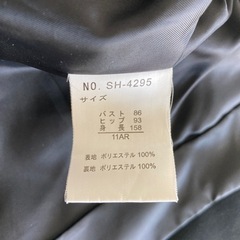 NO. SH-4295
サイズ
バスト 86
ヒップ 93
身長 158
11AR
表地 ポリエステル 100%
裏地 ポリエステル 100%